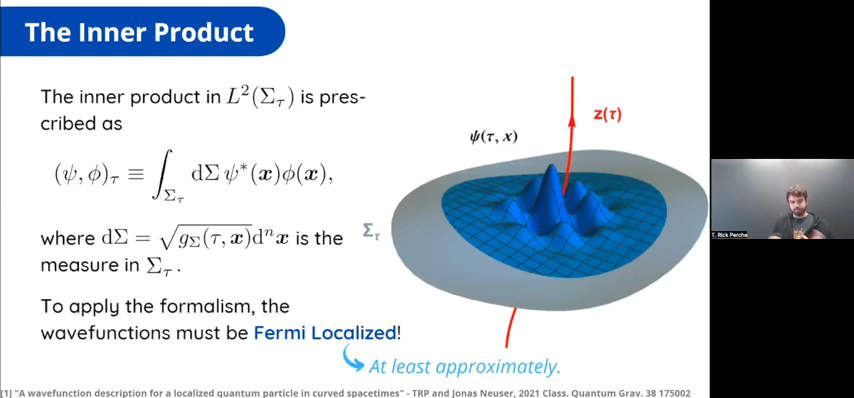 The Inner Product
The inner product in L²(Σ_τ) is pres-
cribed as
(ψ, ϕ)_τ ≡ ∫_{Σ_τ} dΣ ψ*(𝒙)ϕ(𝒙),
where dΣ = √g_Σ(τ, 𝒙) dⁿ𝒙 is the
measure in Σ_τ.
To apply the formalism, the
wavefunctions must be Fermi Localized!
At least approximately.
ψ(τ, x)
z(τ)
Σ_τ
T. Rick Perche
[1] "A wavefunction description for a localized quantum particle in curved spacetimes" - TRP and Jonas Neuser, 2021 Class. Quantum Grav. 38 175002